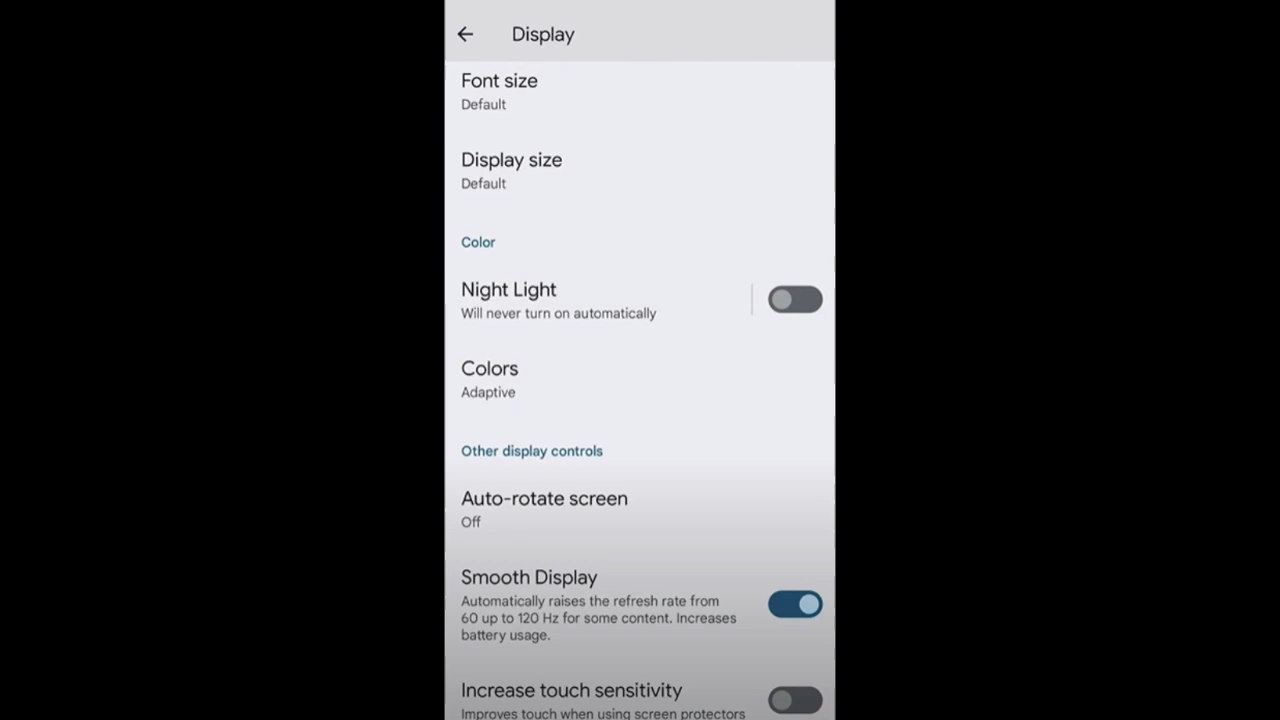 Display
Font size
Default
Display size
Default
Color
Night Light
Will never turn on automatically
Colors
Adaptive
Other display controls
Auto-rotate screen
Off
Smooth Display
Automatically raises the refresh rate from
60 up to 120 Hz for some content. Increases
battery usage.
Increase touch sensitivity
Improves touch when using screen protectors